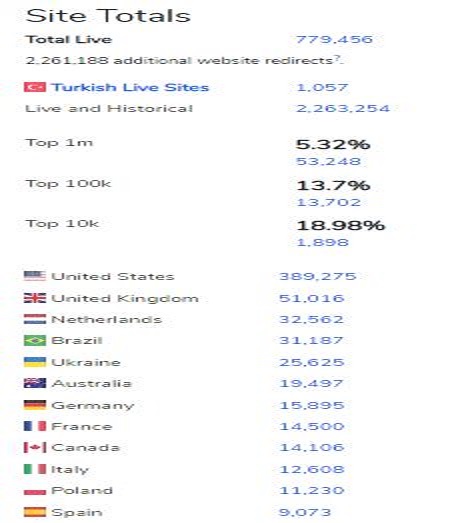 Site Totals
Total Live 779,456
2,261,188 additional website redirects?.
Turkish Live Sites 1,057
Live and Historical 2,263,254
Top 1m 5.32%
53,248
Top 100k 13.7%
13,702
Top 10k 18.98%
1,898
United States 389,275
United Kingdom 51,016
Netherlands 32,562
Brazil 31,187
Ukraine 25,625
Australia 19,497
Germany 15,895
France 14,500
Canada 14,106
Italy 12,608
Poland 11,230
Spain 9,073